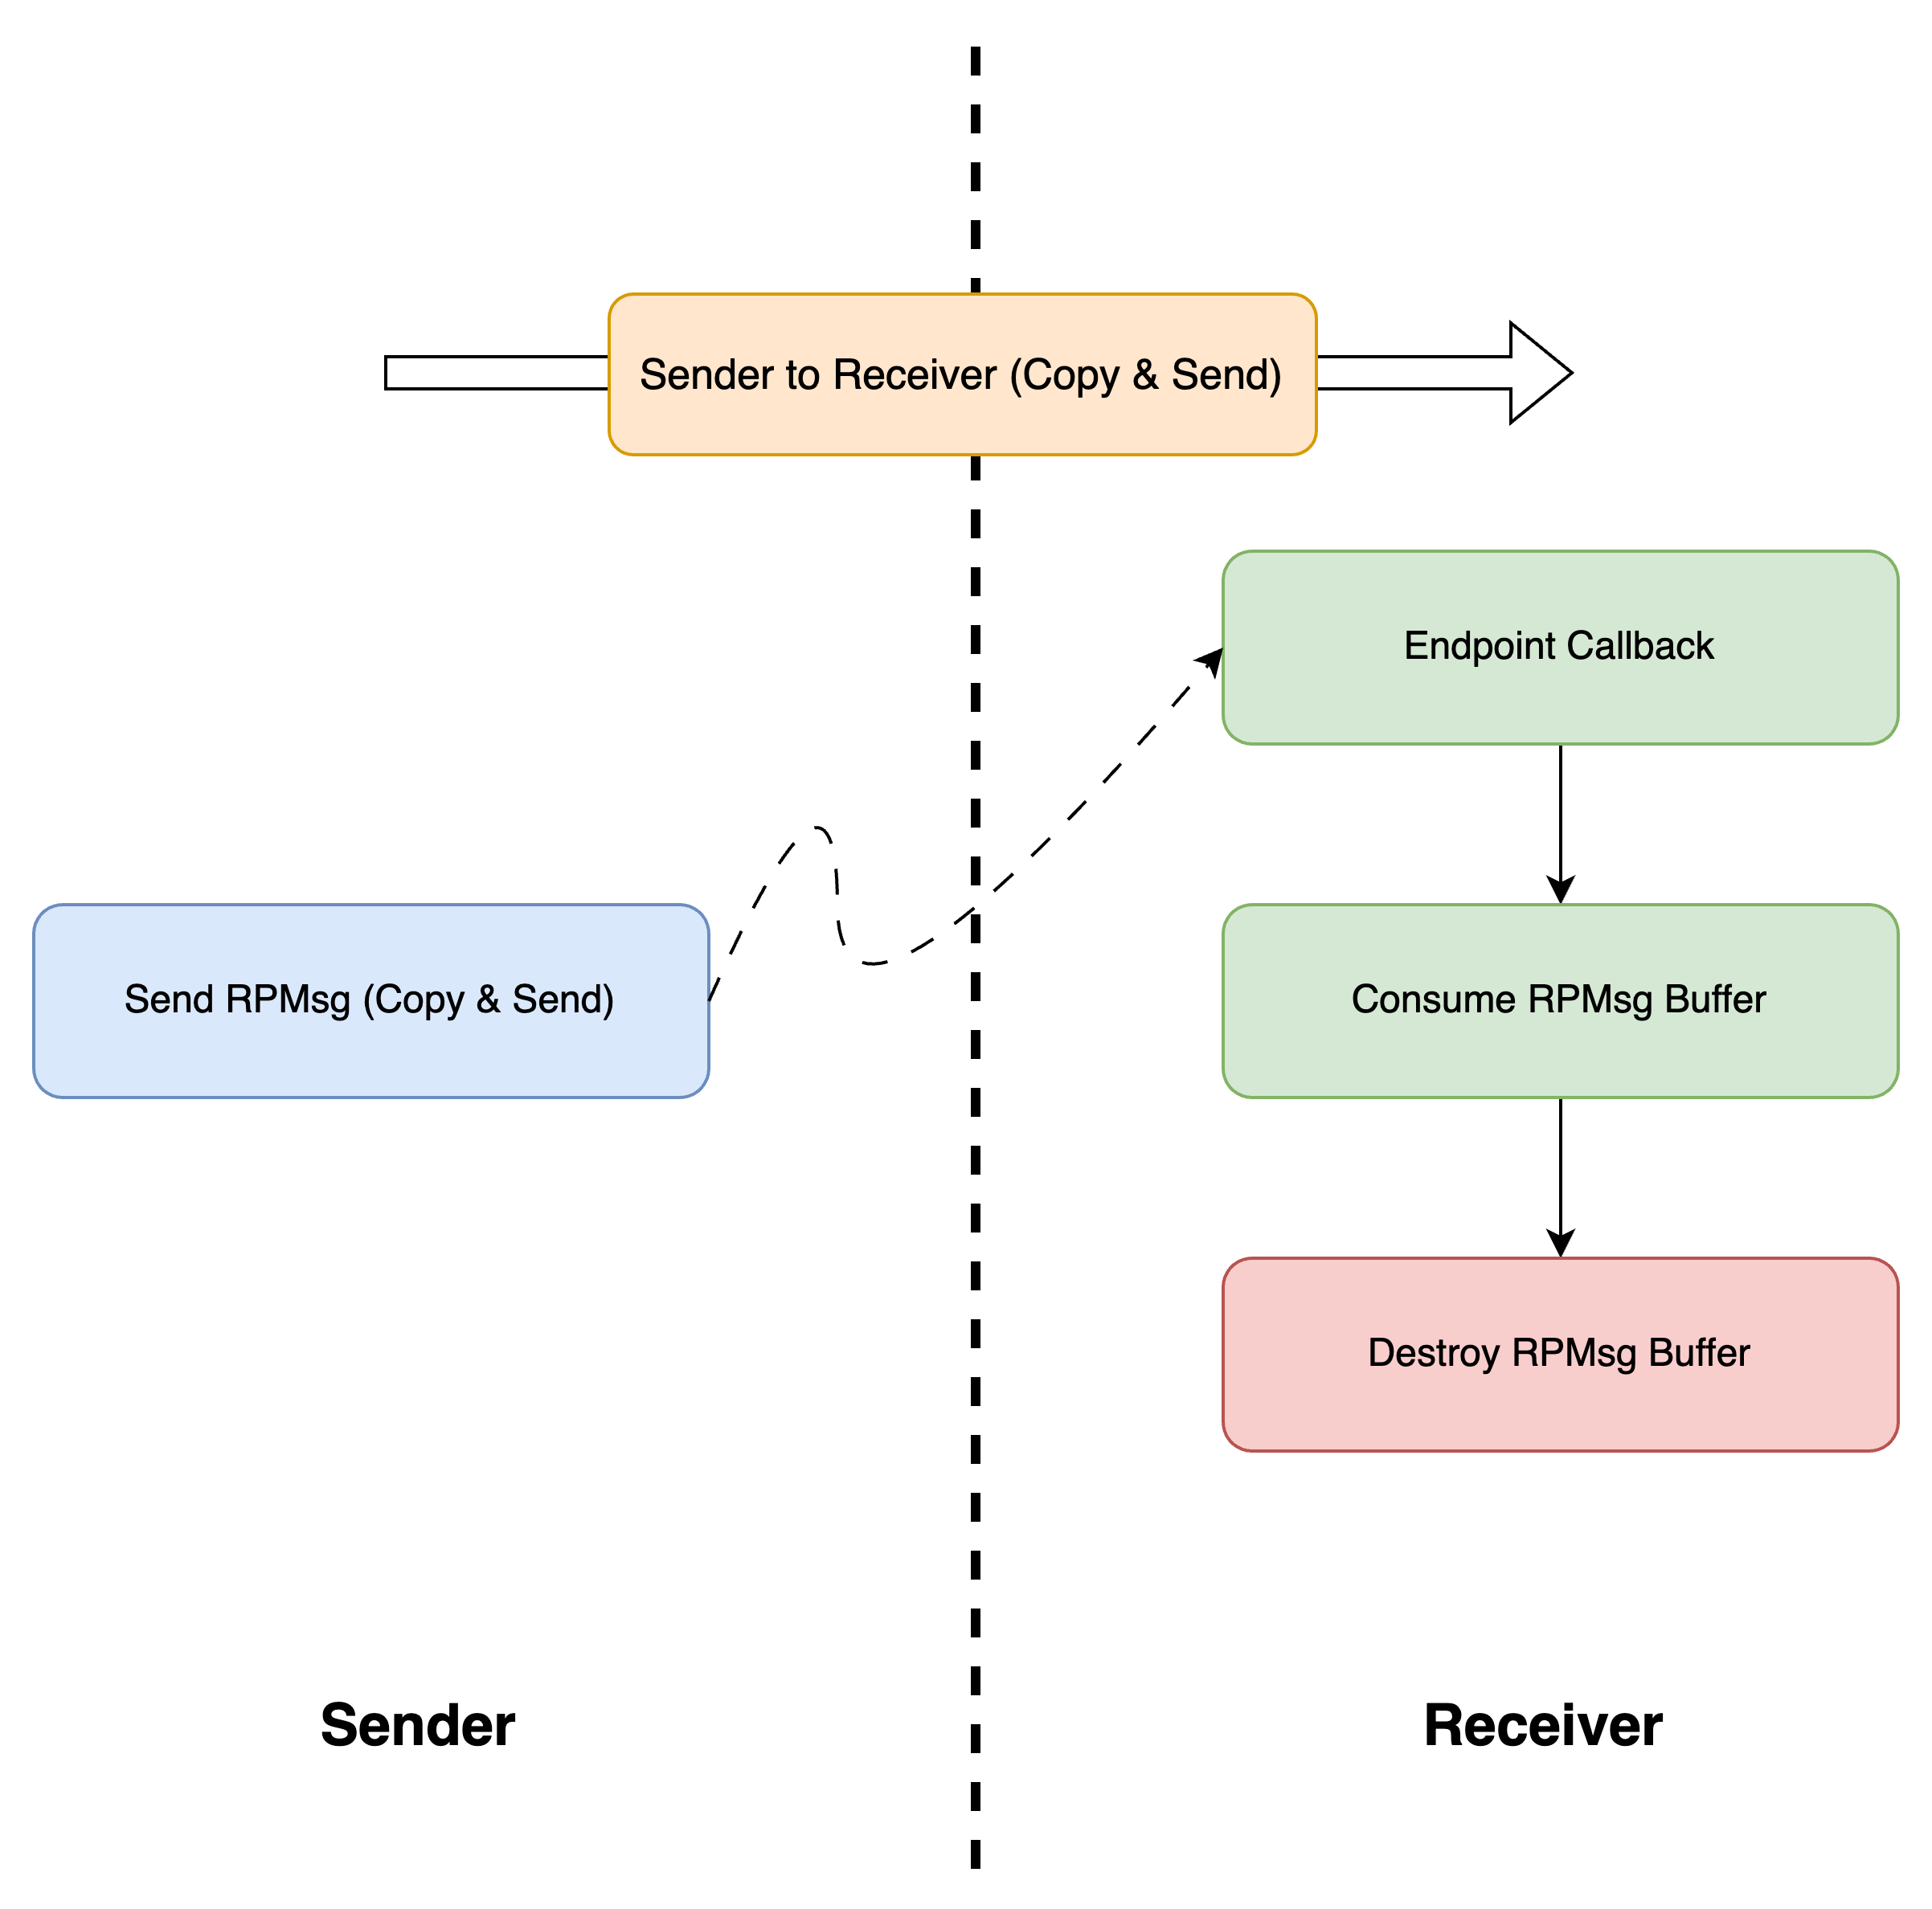 Sender to Receiver (Copy & Send)
Endpoint Callback
Send RPMsg (Copy & Send)
Consume RPMsg Buffer
Destroy RPMsg Buffer
Sender
Receiver